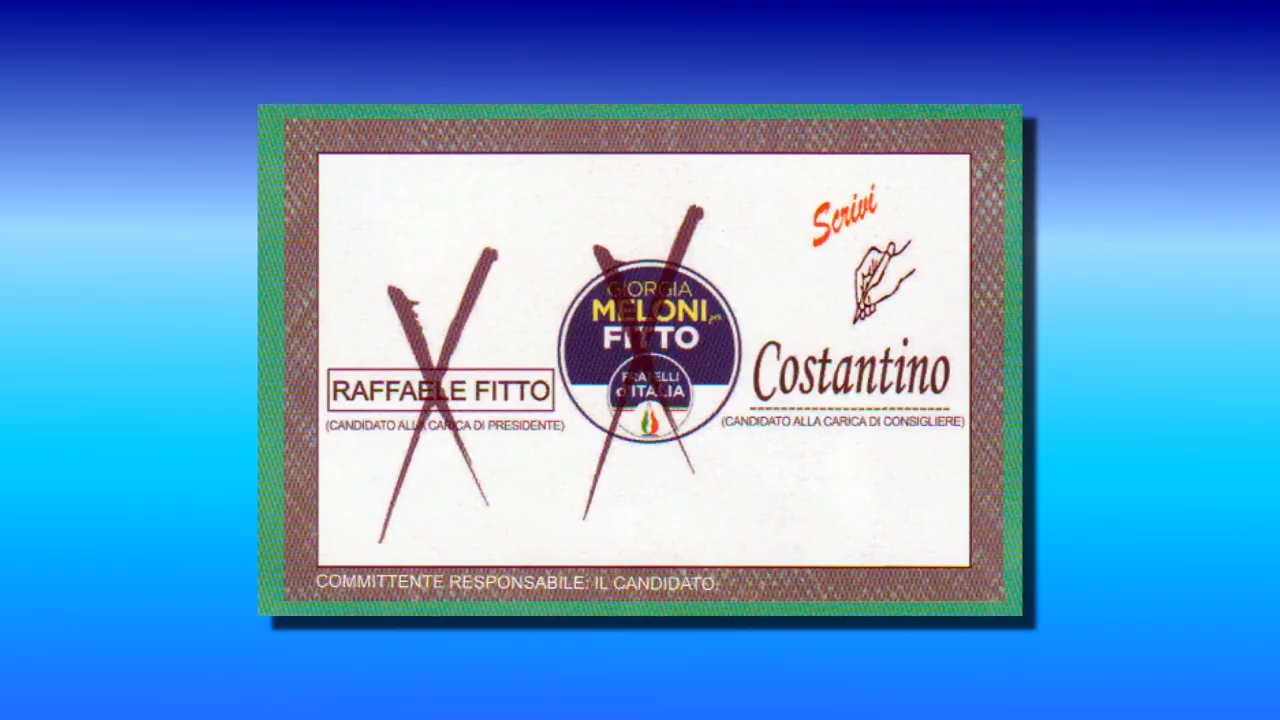 Scrivi
GIORGIA
MELONI per
FITTO
FRATELLI
d'ITALIA
RAFFAELE FITTO
(CANDIDATO ALLA CARICA DI PRESIDENTE)
Costantino
(CANDIDATO ALLA CARICA DI CONSIGLIERE)
COMMITTENTE RESPONSABILE: IL CANDIDATO.